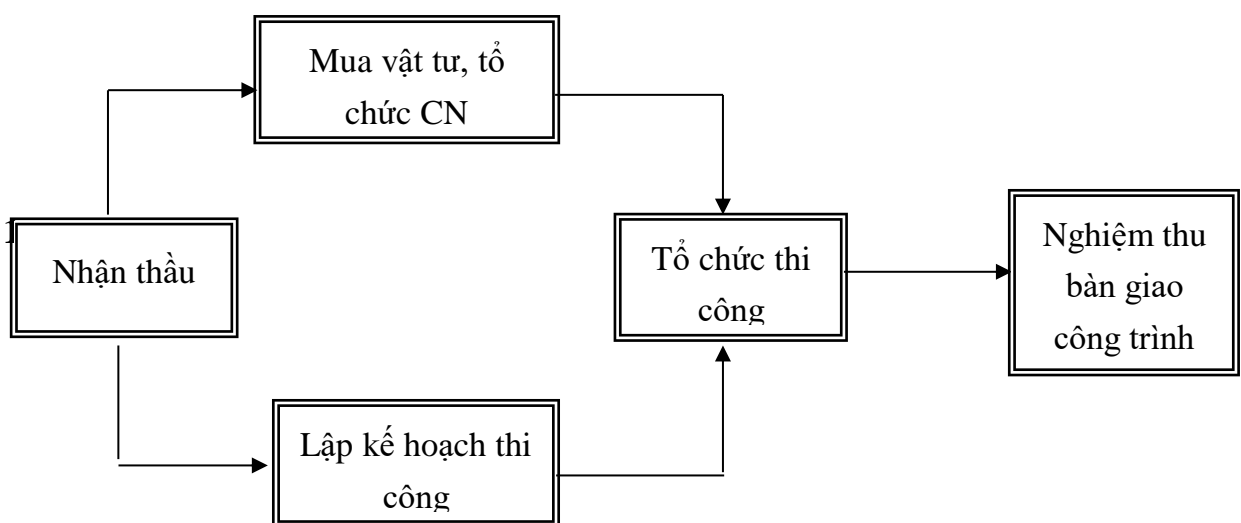 Mua vật tư, tổ
chức CN
Nhận thầu
Tổ chức thi
công
Nghiệm thu
bàn giao
công trình
Lập kế hoạch thi
công